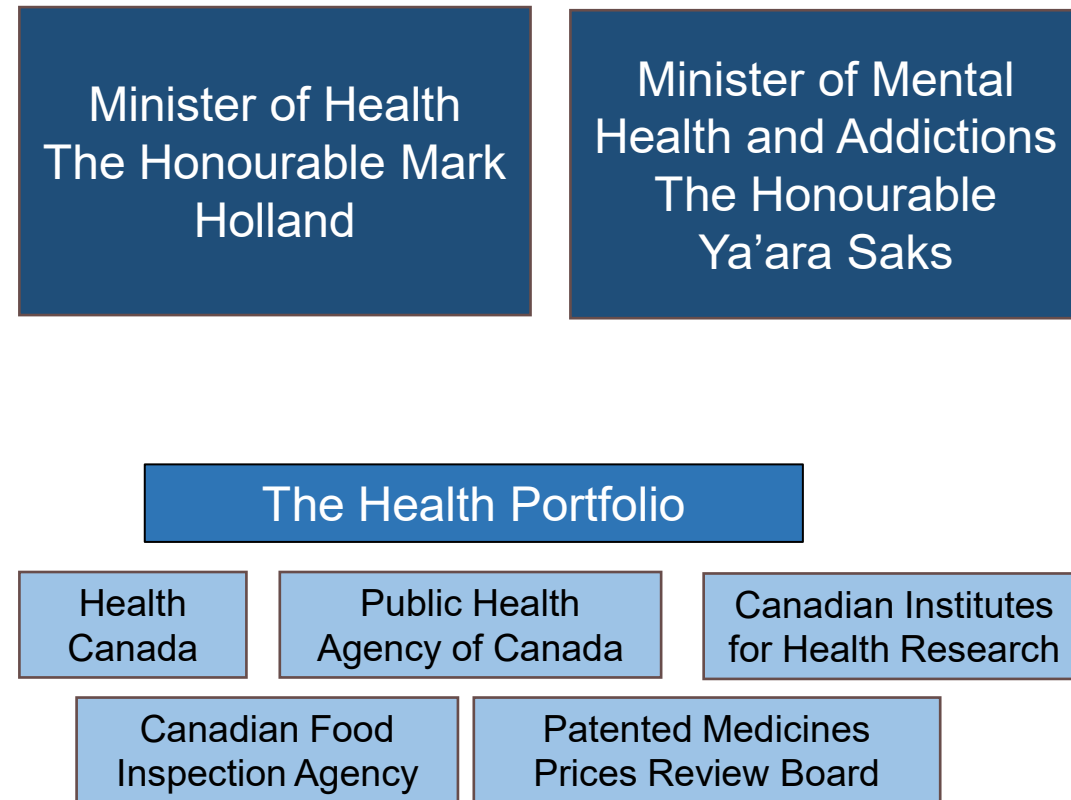 Minister of Health
The Honourable Mark
Holland
Minister of Mental
Health and Addictions
The Honourable
Ya’ara Saks
The Health Portfolio
Health
Canada
Public Health
Agency of Canada
Canadian Institutes
for Health Research
Canadian Food
Inspection Agency
Patented Medicines
Prices Review Board